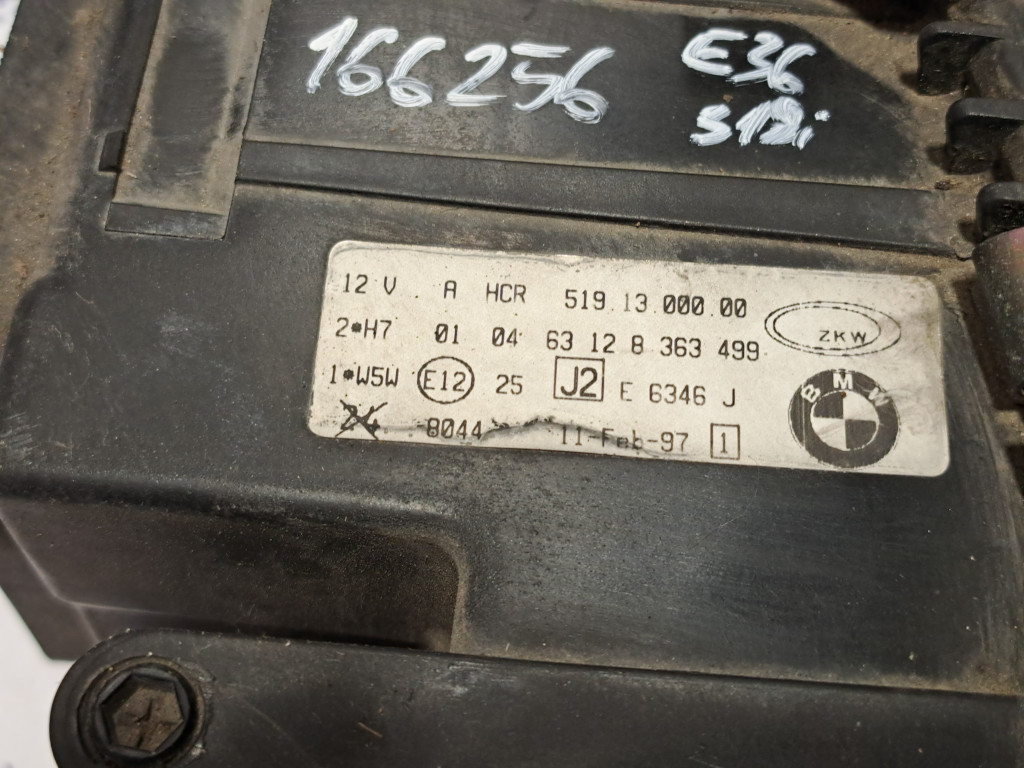 166256
E36
12 V A HCR 519.13.000.00
2*H7 01 04 63 12 8 363 499
ZKW
1*W5W E12 25 J2 E 6346 J
24 8044 11-Feb-97 1
BMW